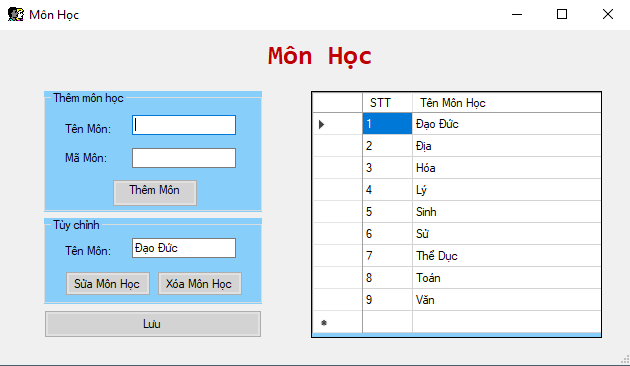 Môn Học
Môn Học
Thêm môn học
Tên Môn:
Mã Môn:
Thêm Môn
Tùy chỉnh
Tên Môn: Đạo Đức
Sửa Môn Học Xóa Môn Học
Lưu
STT Tên Môn Học
1 Đạo Đức
2 Địa
3 Hóa
4 Lý
5 Sinh
6 Sử
7 Thể Dục
8 Toán
9 Văn